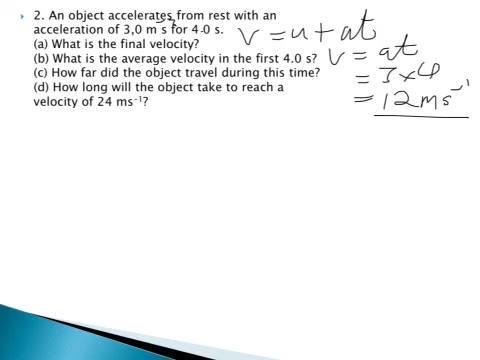 2. An object accelerates from rest with an
acceleration of 3,0 m s for 4.0 s.
(a) What is the final velocity?
(b) What is the average velocity in the first 4.0 s?
(c) How far did the object travel during this time?
(d) How long will the object take to reach a
velocity of 24 ms⁻¹?
V = u + at
V = at
= 3 × 4
= 12 ms⁻¹